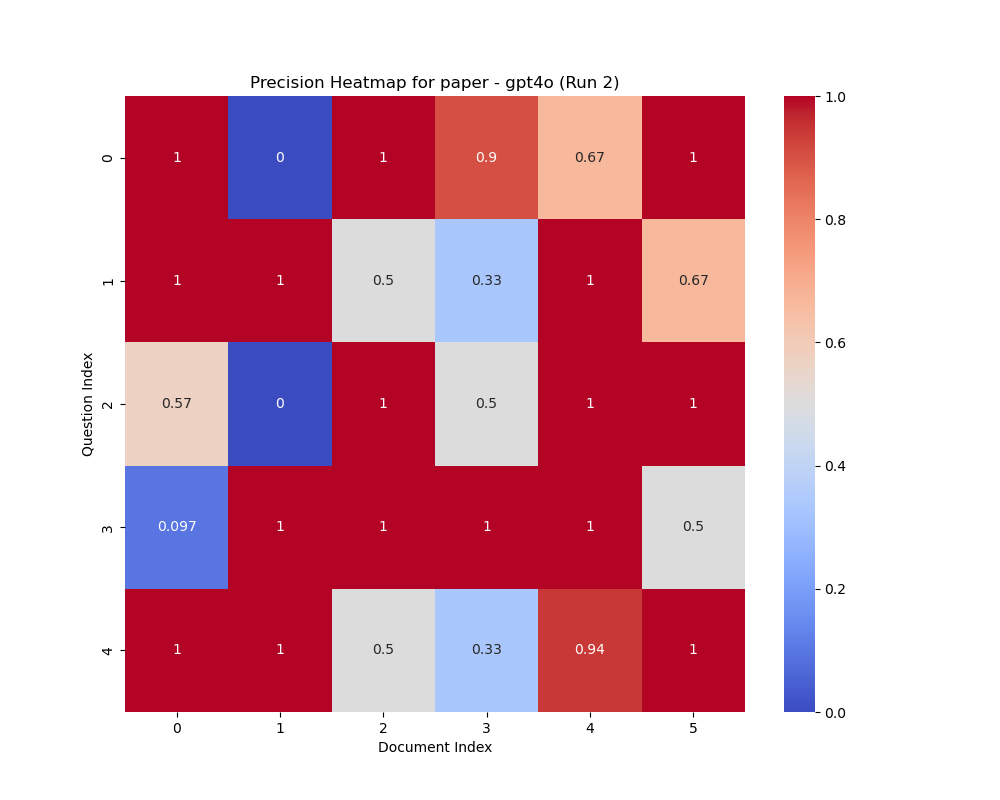 Precision Heatmap for paper - gpt4o (Run 2)
0 1 0 1 0.9 0.67 1
1 1 1 0.5 0.33 1 0.67
2 0.57 0 1 0.5 1 1
3 0.097 1 1 1 1 0.5
4 1 1 0.5 0.33 0.94 1
0 1 2 3 4 5
Document Index
Question Index
1.0
0.8
0.6
0.4
0.2
0.0